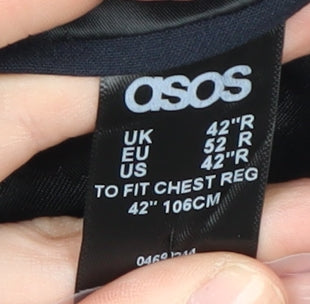 asos
UK 42"R
EU 52 R
US 42"R
TO FIT CHEST REG
42" 106CM